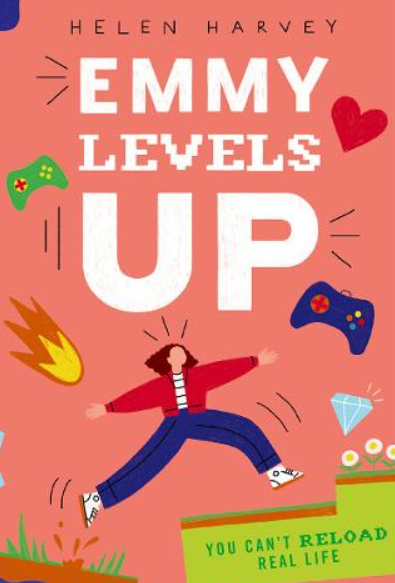 HELEN HARVEY
EMMY
LEVELS
UP
YOU CAN'T RELOAD
REAL LIFE